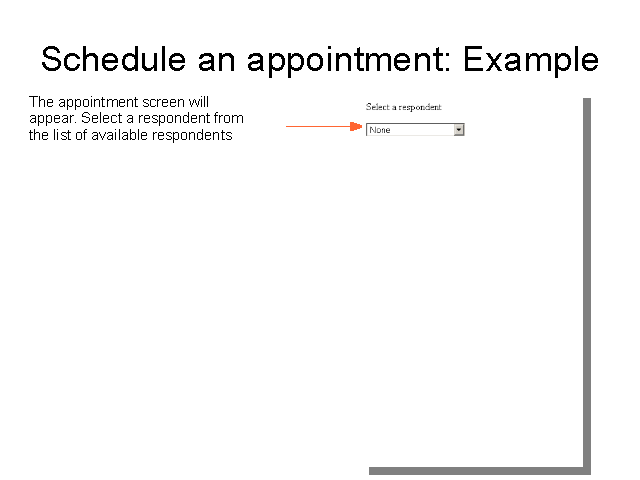 Schedule an appointment: Example
The appointment screen will
appear. Select a respondent from
the list of available respondents
Select a respondent
None